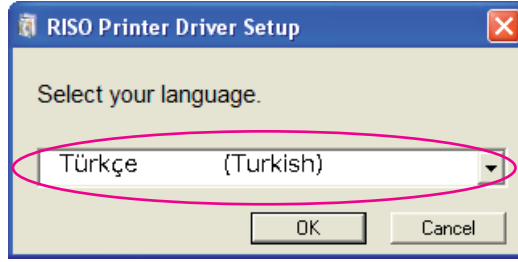 RISO Printer Driver Setup
Select your language.
Türkçe (Turkish)
OK Cancel